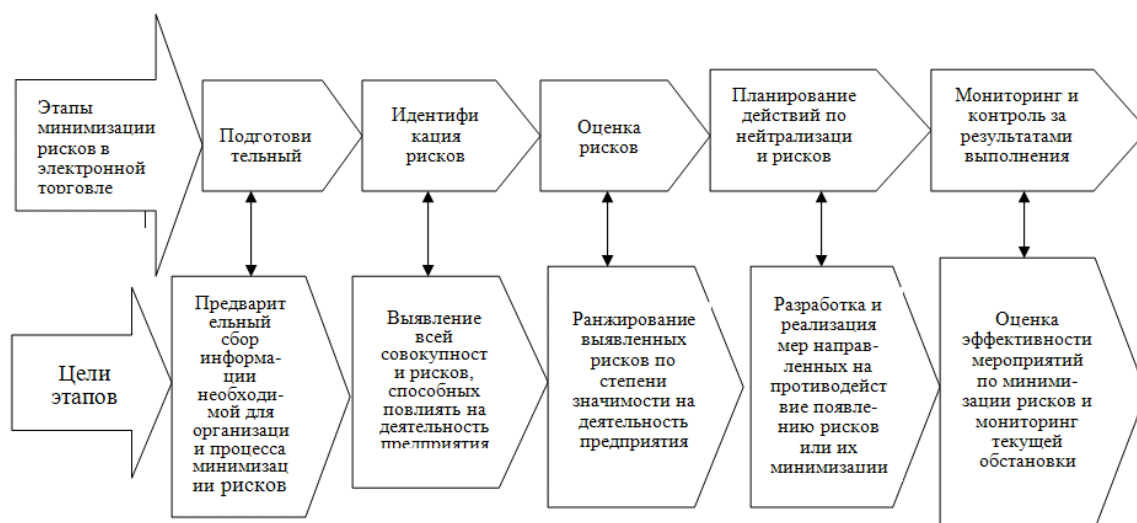 Этапы
минимизации
рисков в
электронной
торговле
Подготови
тельный
Идентифи
кация
рисков
Оценка
рисков
Планирование
действий по
нейтрализаци
и рисков
Мониторинг и
контроль за
результатами
выполнения
Цели
этапов
Предварит
ельный
сбор
информа-
ции
необходи-
мой для
организаци
и процесса
минимизац
ии рисков
Выявление
всей
совокупност
и рисков,
способных
повлиять на
деятельность
предприятия
Ранжирование
выявленных
рисков по
степени
значимости на
деятельность
предприятия
Разработка и
реализация
мер направ-
ленных на
противодейст
вие появле-
нию рисков
или их
минимизации
Оценка
эффективности
мероприятий
по миними-
зации рисков и
мониторинг
текущей
обстановки